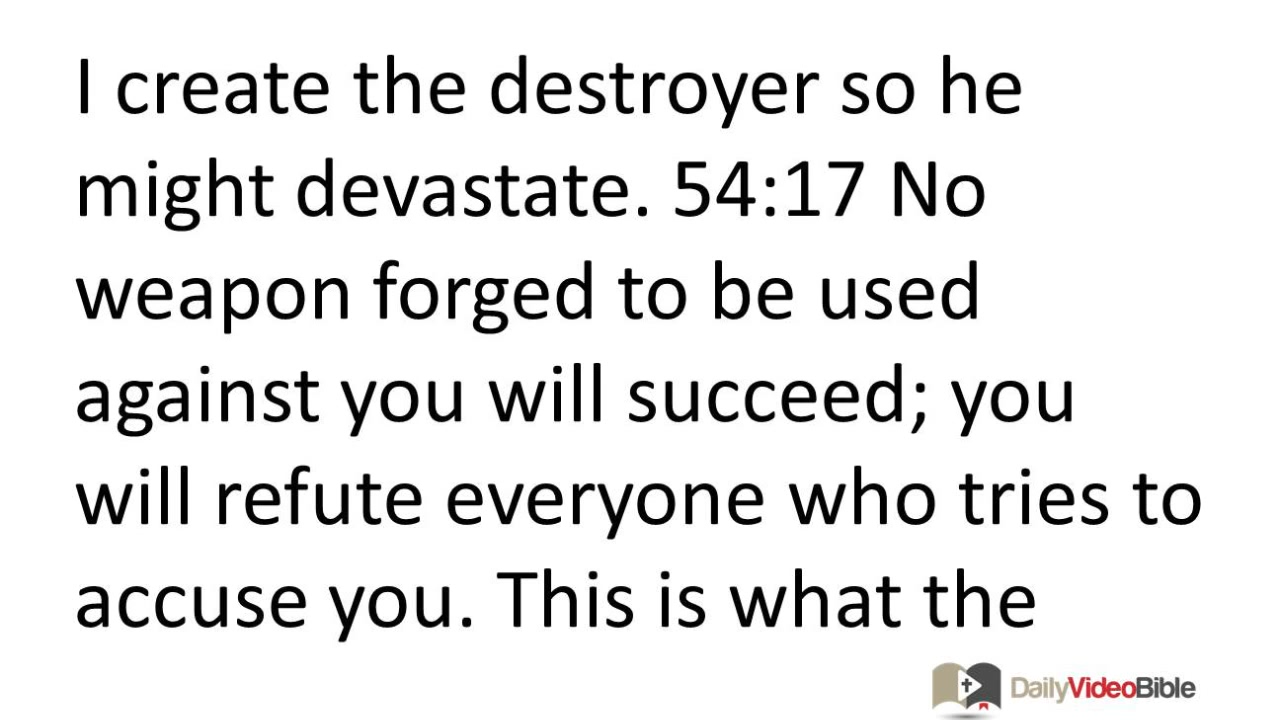 I create the destroyer so he
might devastate. 54:17 No
weapon forged to be used
against you will succeed; you
will refute everyone who tries to
accuse you. This is what the
DailyVideoBible